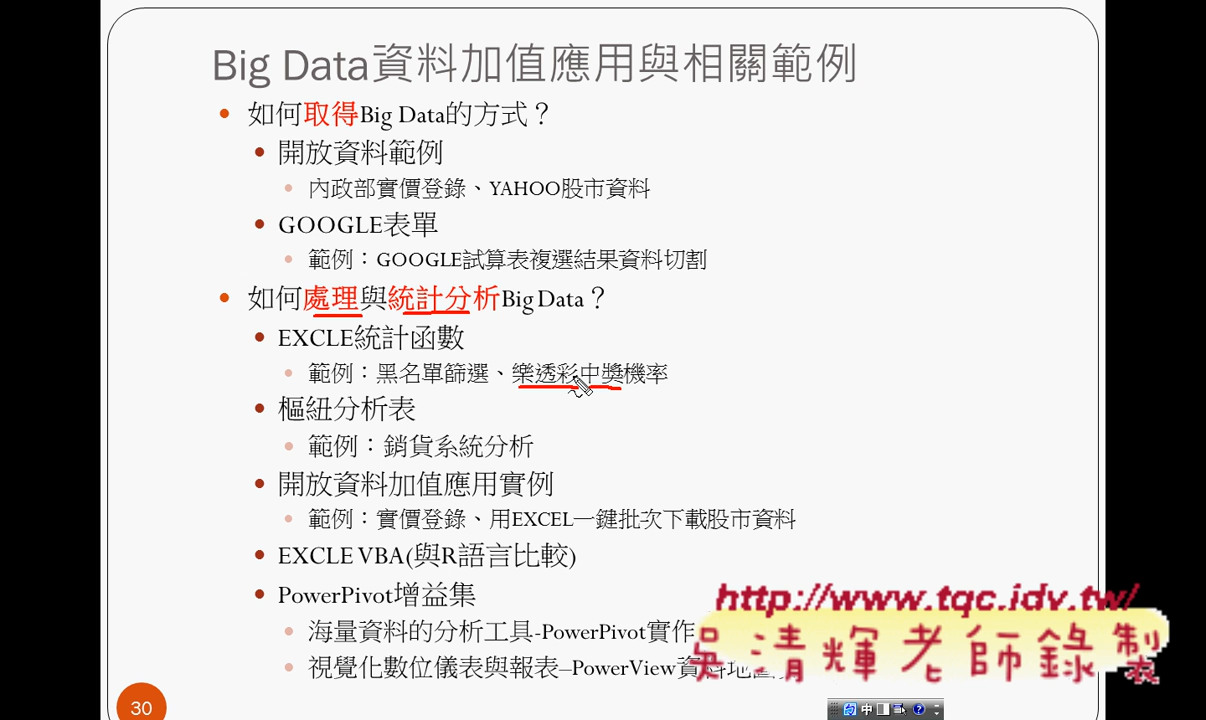 Big Data資料加值應用與相關範例
如何取得Big Data的方式？
開放資料範例
內政部實價登錄、YAHOO股市資料
GOOGLE表單
範例：GOOGLE試算表複選結果資料切割
如何處理與統計分析Big Data？
EXCLE統計函數
範例：黑名單篩選、樂透彩中獎機率
樞紐分析表
範例：銷貨系統分析
開放資料加值應用實例
範例：實價登錄、用EXCEL一鍵批次下載股市資料
EXCLE VBA(與R語言比較)
PowerPivot增益集
http://www.tqc.idv.tw/
海量資料的分析工具-PowerPivot實作
吳清輝老師錄製
視覺化數位儀表與報表–PowerView資料地圖
30
中